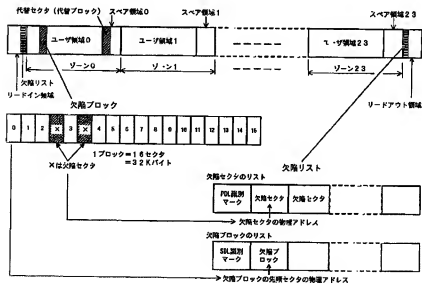 代替セクタ(代替ブロック)
スペア領域0
スペア領域1
スペア領域23
ユーザ領域0
ユーザ領域1
ユーザ領域23
欠陥リスト
ゾーン0
ゾーン1
ゾーン23
リードイン領域
リードアウト領域
欠陥ブロック
0 1 2 × 3 × 4 5 6 7 8 9 10 11 12 13 14 15
1ブロック=16セクタ
=32Kバイト
×は欠陥セクタ
欠陥リスト
欠陥セクタのリスト
PDL識別マーク
欠陥セクタ
欠陥セクタ
欠陥セクタの物理アドレス
欠陥ブロックのリスト
SDL識別マーク
欠陥ブロック
欠陥ブロックの先頭セクタの物理アドレス